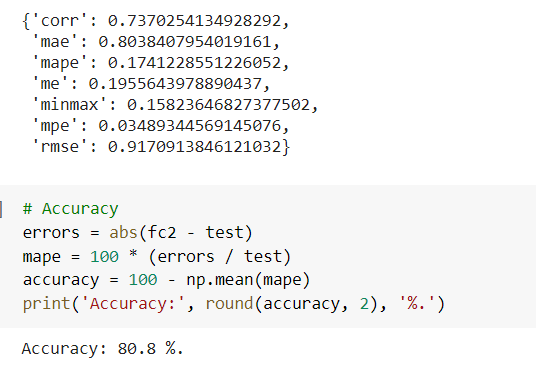 {'corr': 0.7370254134928292,
'mae': 0.8038407954019161,
'mape': 0.1741228551226052,
'me': 0.1955643978890437,
'minmax': 0.15823646827377502,
'mpe': 0.03489344569145076,
'rmse': 0.9170913846121032}
# Accuracy
errors = abs(fc2 - test)
mape = 100 * (errors / test)
accuracy = 100 - np.mean(mape)
print('Accuracy:', round(accuracy, 2), '%.')
Accuracy: 80.8 %.